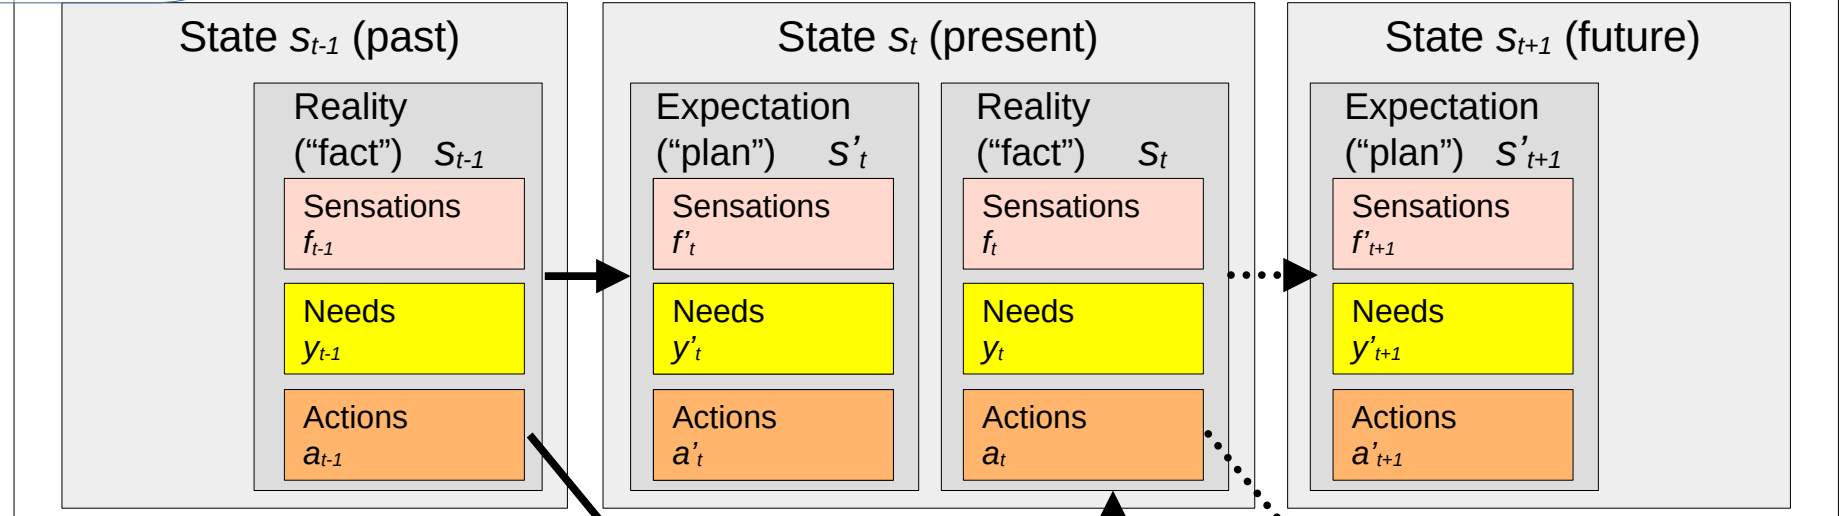 State st-1 (past)
Reality
(“fact”) st-1
Sensations
ft-1
Needs
yt-1
Actions
at-1
State st (present)
Expectation
(“plan”) s’t
Sensations
f’t
Needs
y’t
Actions
a’t
Reality
(“fact”) st
Sensations
ft
Needs
yt
Actions
at
State st+1 (future)
Expectation
(“plan”) s’t+1
Sensations
f’t+1
Needs
y’t+1
Actions
a’t+1